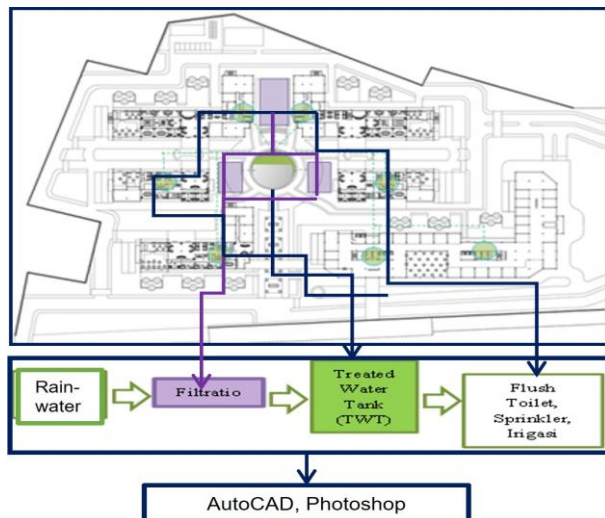 Rain-
water
Filtratio
Treated
Water
Tank
(TWT)
Flush
Toilet,
Sprinkler,
Irigasi
AutoCAD, Photoshop